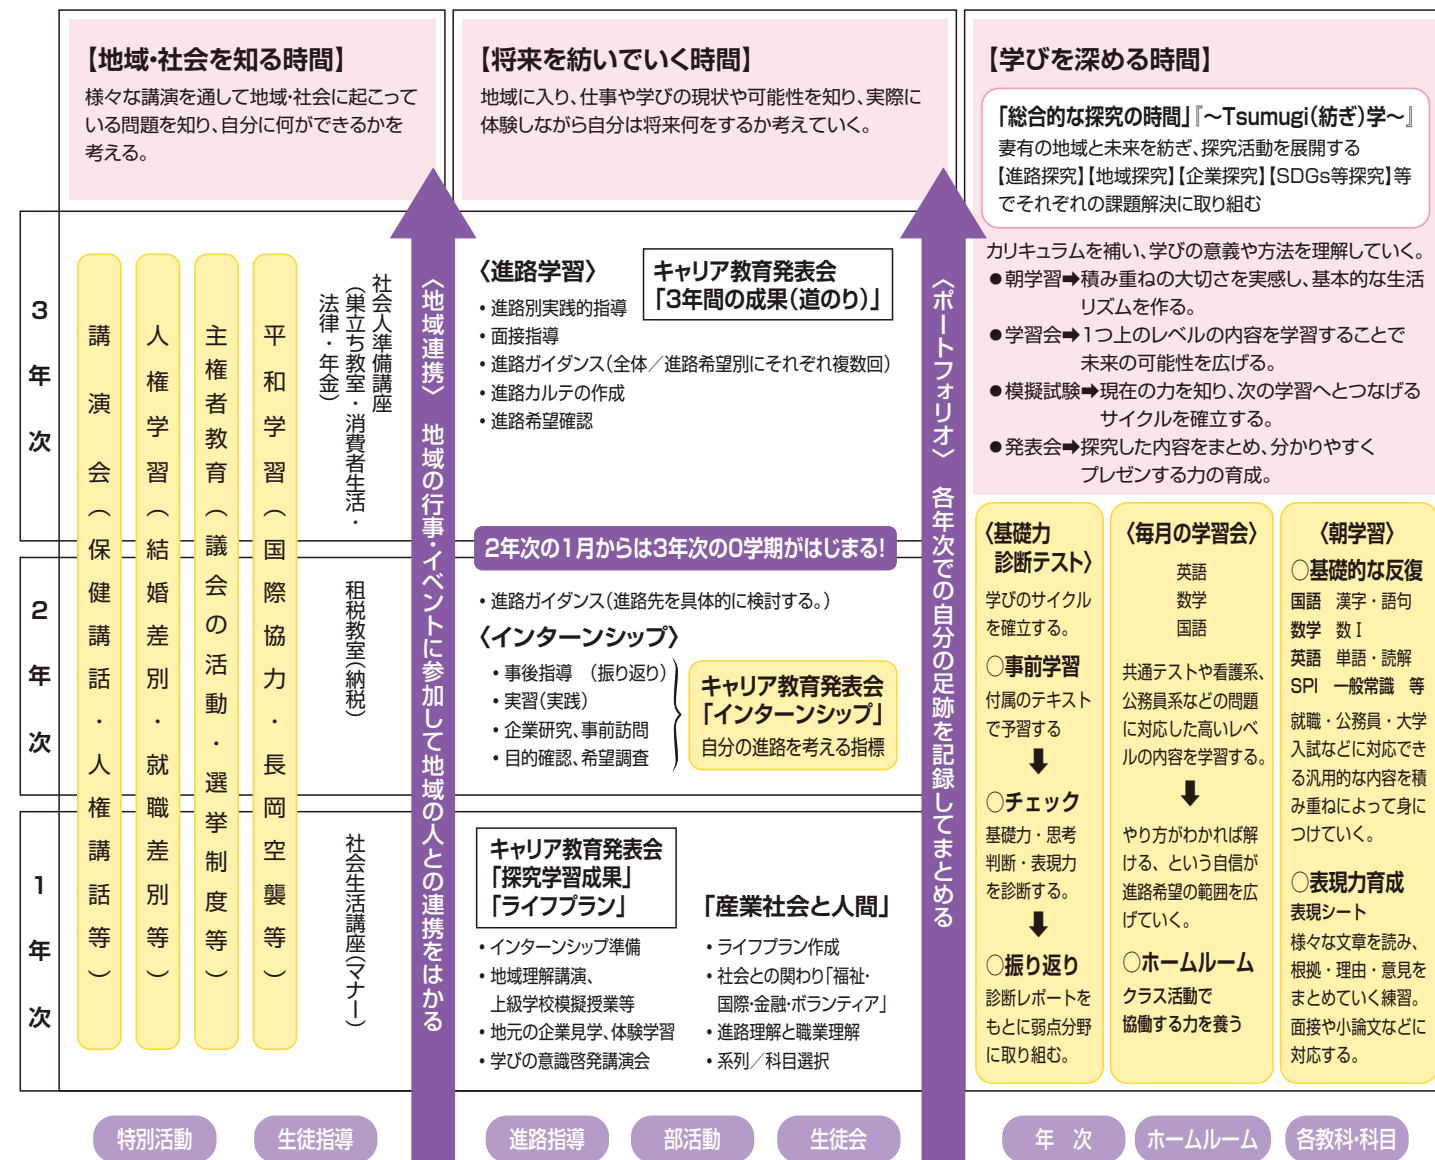 【地域・社会を知る時間】
様々な講演を通して地域・社会に起こって
いる問題を知り、自分に何ができるかを
考える。
【将来を紡いでいく時間】
地域に入り、仕事や学びの現状や可能性を知り、実際に
体験しながら自分は将来何をするか考えていく。
【学びを深める時間】
「総合的な探究の時間」『～Tsumugi（紡ぎ）学～』
妻有の地域と未来を紡ぎ、探究活動を展開する
【進路探究】【地域探究】【企業探究】【SDGs等探究】等
でそれぞれの課題解決に取り組む
カリキュラムを補い、学びの意義や方法を理解していく。
●朝学習➡積み重ねの大切さを実感し、基本的な生活
リズムを作る。
●学習会➡1つ上のレベルの内容を学習することで
未来の可能性を広げる。
●模擬試験➡現在の力を知り、次の学習へとつなげる
サイクルを確立する。
●発表会➡探究した内容をまとめ、分かりやすく
プレゼンする力の育成。
3年次
2年次
1年次
講演会（保健講話・人権講話等）
人権学習（結婚差別・就職差別等）
主権者教育（議会の活動・選挙制度等）
平和学習（国際協力・長岡空襲等）
社会人準備講座
（巣立ち教室・消費者生活・
法律・年金）
租税教室（納税）
社会生活講座（マナー）
〈地域連携〉 地域の行事・イベントに参加して地域の人との連携をはかる
〈進路学習〉
・進路別実践的指導
・面接指導
・進路ガイダンス（全体／進路希望別にそれぞれ複数回）
・進路カルテの作成
・進路希望確認
キャリア教育発表会
「3年間の成果（道のり）」
2年次の1月からは3年次の0学期がはじまる！
・進路ガイダンス（進路先を具体的に検討する。）
〈インターンシップ〉
・事後指導　（振り返り）
・実習（実践）
・企業研究、事前訪問
・目的確認、希望調査
キャリア教育発表会
「インターンシップ」
自分の進路を考える指標
キャリア教育発表会
「探究学習成果」
「ライフプラン」
・インターンシップ準備
・地域理解講演、
上級学校模擬授業等
・地元の企業見学、体験学習
・学びの意識啓発講演会
「産業社会と人間」
・ライフプラン作成
・社会との関わり「福祉・
国際・金融・ボランティア」
・進路理解と職業理解
・系列／科目選択
〈ポートフォリオ〉 各年次での自分の足跡を記録してまとめる
〈基礎力
診断テスト〉
学びのサイクル
を確立する。
○事前学習
付属のテキスト
で予習する
⬇
○チェック
基礎力・思考
判断・表現力
を診断する。
⬇
○振り返り
診断レポートを
もとに弱点分野
に取り組む。
〈毎月の学習会〉
英語
数学
国語
共通テストや看護系、
公務員系などの問題
に対応した高いレベ
ルの内容を学習する。
⬇
やり方がわかれば解
ける、という自信が
進路希望の範囲を広
げていく。
○ホームルーム
クラス活動で
協働する力を養う
〈朝学習〉
○基礎的な反復
国語　漢字・語句
数学　数Ⅰ
英語　単語・読解
SPI　一般常識　等
就職・公務員・大学
入試などに対応でき
る汎用的な内容を積
み重ねによって身に
つけていく。
○表現力育成
表現シート
様々な文章を読み、
根拠・理由・意見を
まとめていく練習。
面接や小論文などに
対応する。
特別活動
生徒指導
進路指導
部活動
生徒会
年　次
ホームルーム
各教科・科目